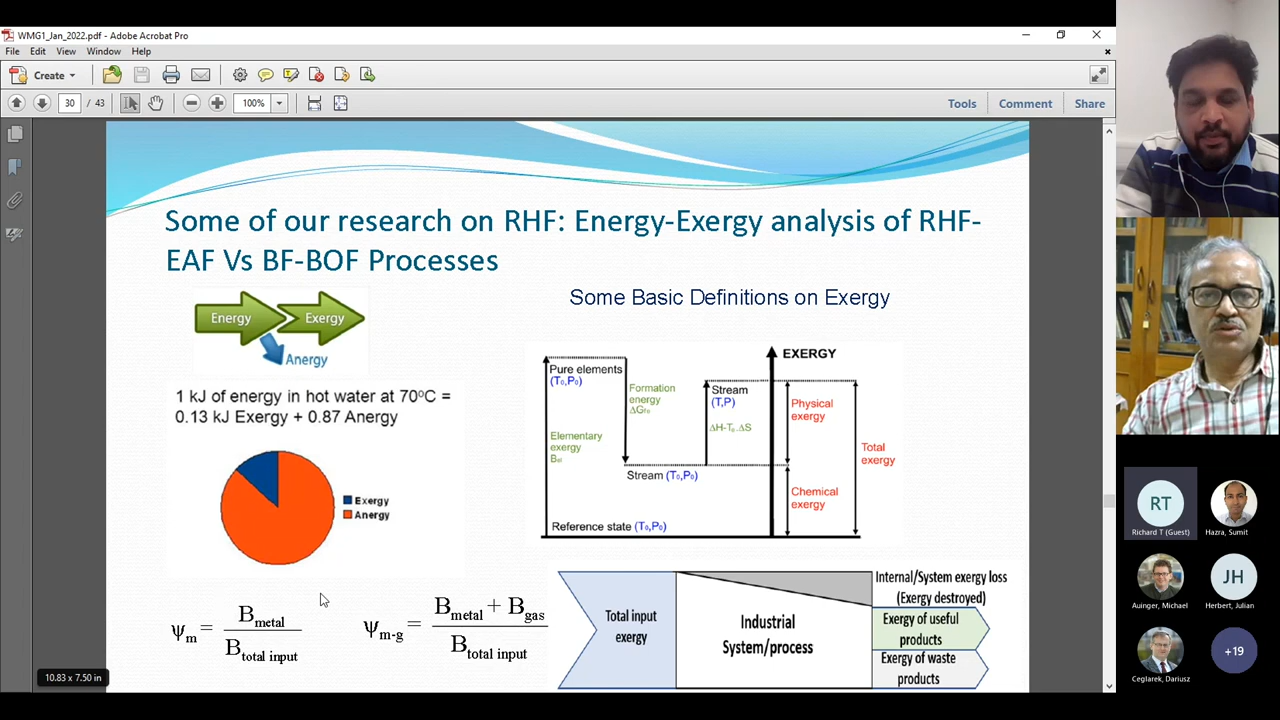 WMG1_Jan_2022.pdf - Adobe Acrobat Pro
File Edit View Window Help
Create
30 / 43
100%
Tools Comment Share
Some of our research on RHF: Energy-Exergy analysis of RHF-
EAF Vs BF-BOF Processes
Some Basic Definitions on Exergy
Energy
Exergy
Anergy
1 kJ of energy in hot water at 70ºC =
0.13 kJ Exergy + 0.87 Anergy
Exergy
Anergy
Ψm = Bmetal / Btotal input
Ψm-g = Bmetal + Bgas / Btotal input
EXERGY
Pure elements
(T₀,P₀)
Formation
energy
Elementary
exergy
Bel
Stream
(T,P)
ΔH-T₀.ΔS
Stream (T₀,P₀)
Physical
exergy
Chemical
exergy
Total
exergy
Reference state (T₀,P₀)
Total input
exergy
Industrial
System/process
Internal/System exergy loss
(Exergy destroyed)
Exergy of useful
products
Exergy of waste
products
10.83 x 7.50 in
RT
Richard T (Guest)
Hazra, Sumit
Auinger, Michael
JH
Herbert, Julian
Ceglarek, Dariusz
+19